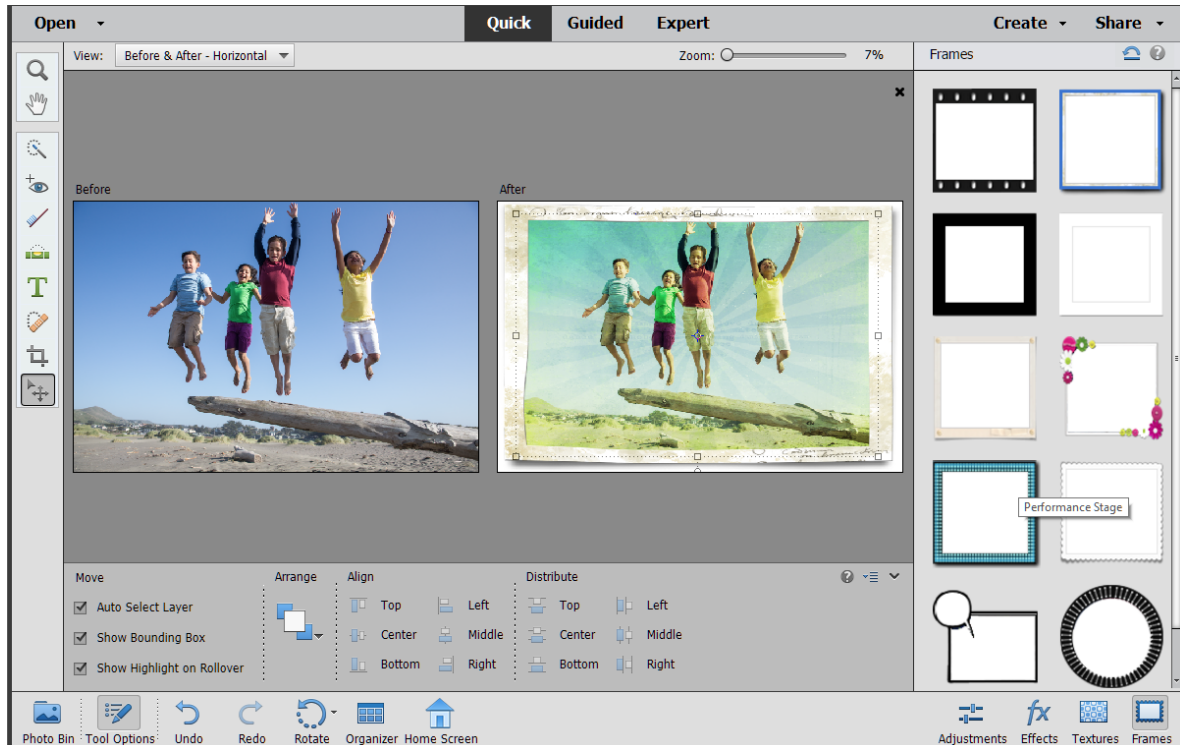 Open Quick Guided Expert Create Share
View: Before & After - Horizontal Zoom: 7% Frames
Before After
Performance Stage
Move Arrange Align Distribute
Auto Select Layer Top Left Top Left
Show Bounding Box Center Middle Center Middle
Show Highlight on Rollover Bottom Right Bottom Right
Photo Bin Tool Options Undo Redo Rotate Organizer Home Screen Adjustments Effects Textures Frames